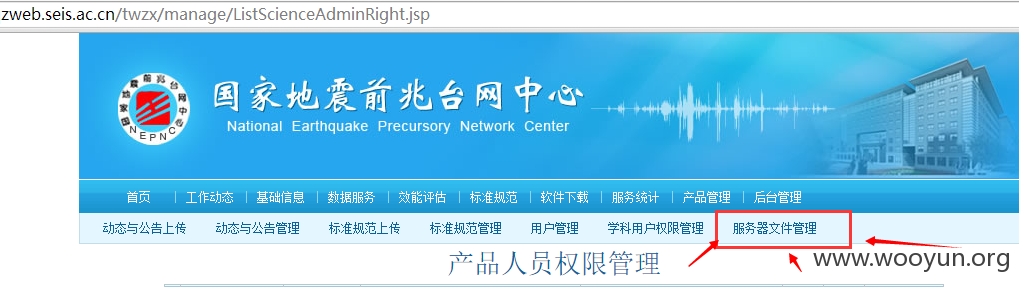 zweb.seis.ac.cn/twzx/manage/ListScienceAdminRight.jsp
国家地震前兆台网中心
National Earthquake Precursory Network Center
NEPNC
首页 工作动态 基础信息 数据服务 效能评估 标准规范 软件下载 服务统计 产品管理 后台管理
动态与公告上传 动态与公告管理 标准规范上传 标准规范管理 用户管理 学科用户权限管理 服务器文件管理
产品人员权限管理
www.wooyun.org